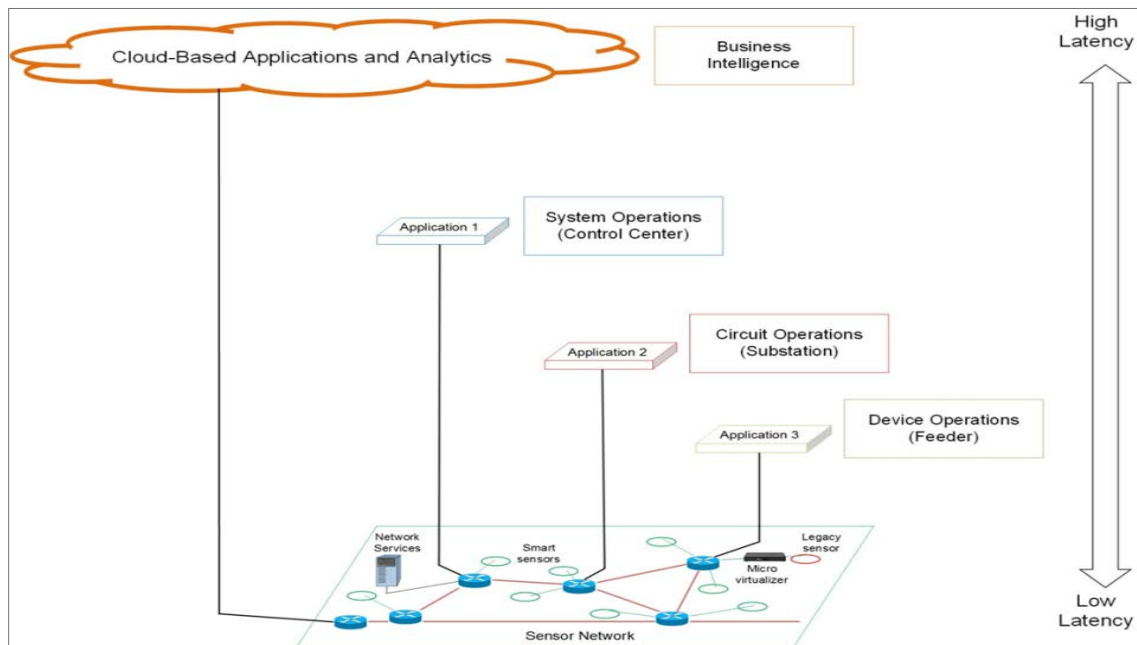 High
Latency
Cloud-Based Applications and Analytics
Business
Intelligence
Application 1
System Operations
(Control Center)
Application 2
Circuit Operations
(Substation)
Application 3
Device Operations
(Feeder)
Network
Services
Smart
sensors
Legacy
sensor
Micro
virtualizer
Sensor Network
Low
Latency